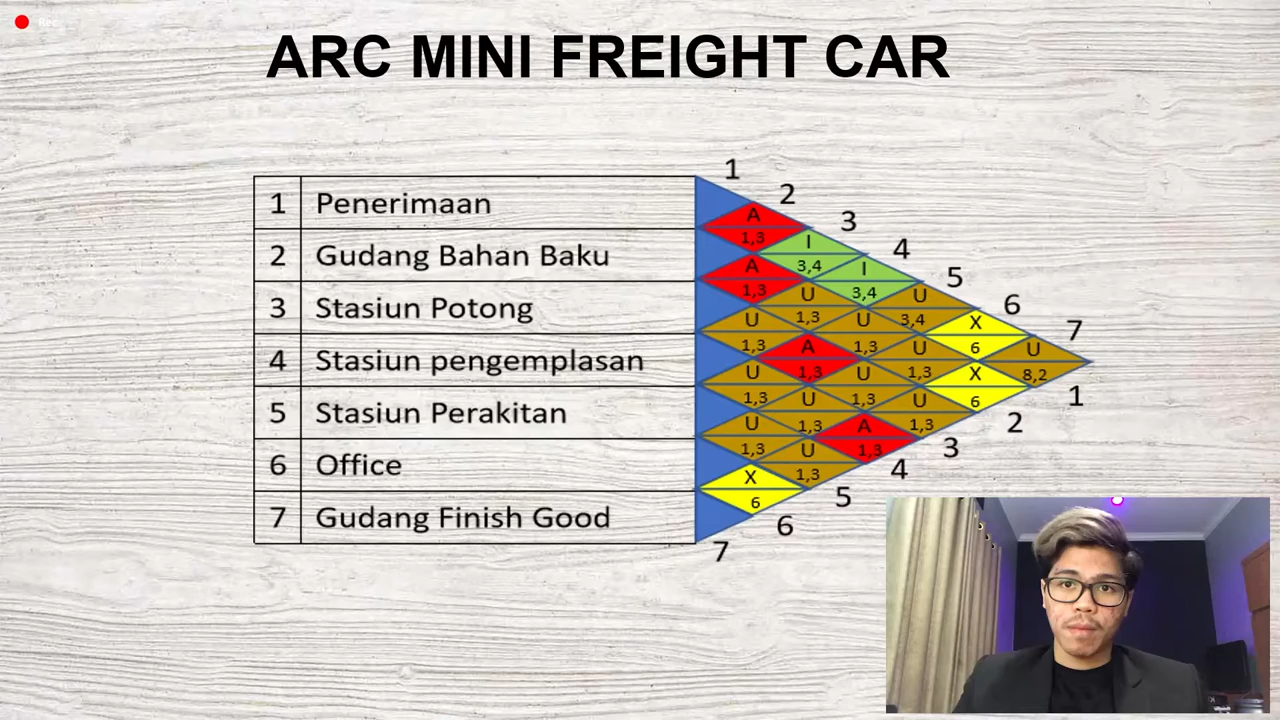 Rec
ARC MINI FREIGHT CAR
1
2
3
4
5
6
7
1 Penerimaan
2 Gudang Bahan Baku
3 Stasiun Potong
4 Stasiun pengemplasan
5 Stasiun Perakitan
6 Office
7 Gudang Finish Good
A
1,3
I
A
3,4
I
1,3
U
3,4
U
U
1,3
U
3,4
X
1,3
A
1,3
U
6
U
U
1,3
U
1,3
X
8,2
1,3
U
1,3
U
6
U
1,3
A
1,3
1,3
U
1,3
X
1,3
6
1
2
3
4
5
6
7